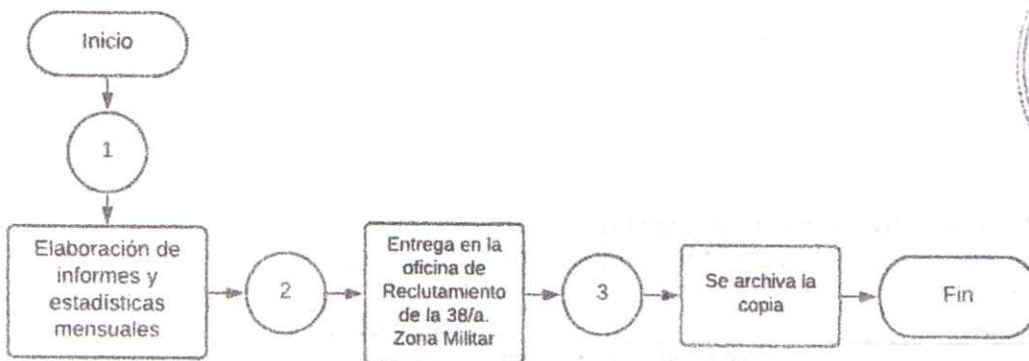 Inicio
1
Elaboración de
informes y
estadísticas
mensuales
2
Entrega en la
oficina de
Reclutamiento
de la 38/a.
Zona Militar
3
Se archiva la
copia
Fin